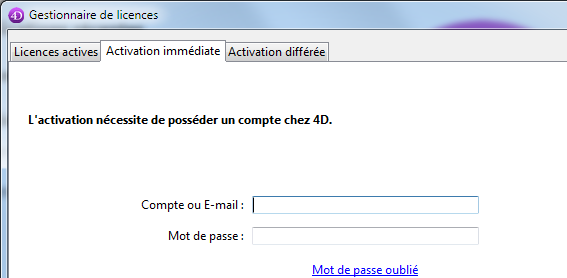 4D Gestionnaire de licences
Licences actives Activation immédiate Activation différée
L'activation nécessite de posséder un compte chez 4D.
Compte ou E-mail :
Mot de passe :
Mot de passe oublié